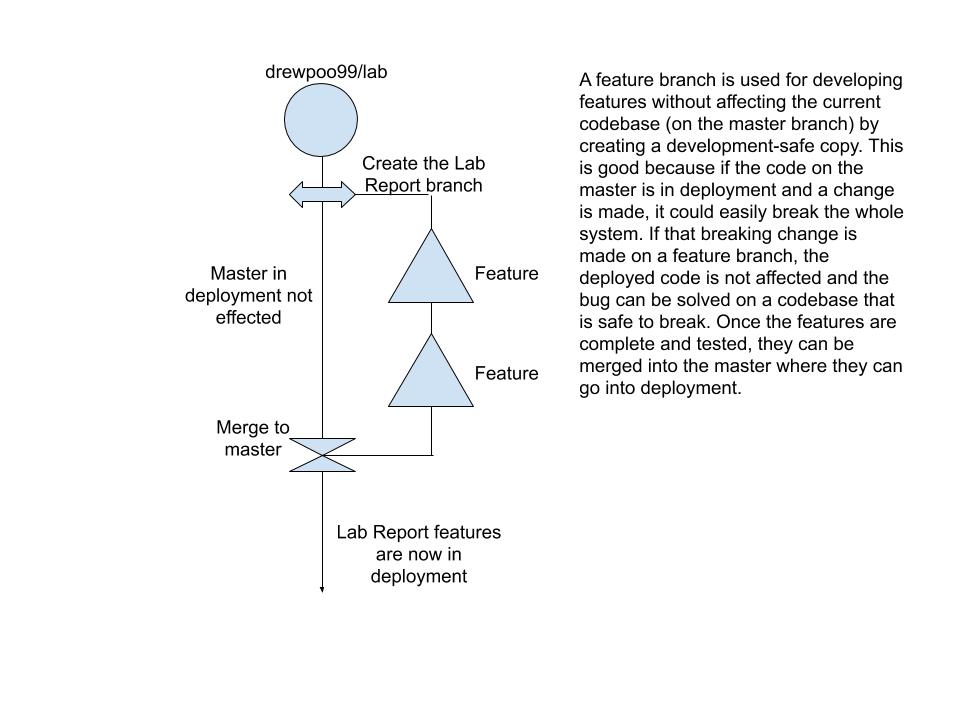 drewpoo99/lab
Create the Lab
Report branch
Feature
Master in
deployment not
effected
Feature
Merge to
master
Lab Report features
are now in
deployment
A feature branch is used for developing
features without affecting the current
codebase (on the master branch) by
creating a development-safe copy. This
is good because if the code on the
master is in deployment and a change
is made, it could easily break the whole
system. If that breaking change is
made on a feature branch, the
deployed code is not affected and the
bug can be solved on a codebase that
is safe to break. Once the features are
complete and tested, they can be
merged into the master where they can
go into deployment.